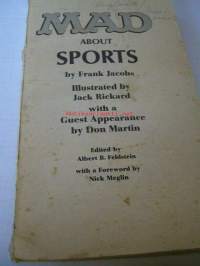 MAD
ABOUT
SPORTS
by Frank Jacobs
Illustrated by
Jack Rickard
with a
Guest Appearance
by Don Martin
Edited by
Albert B. Feldstein
with a Foreword by
Nick Meglin